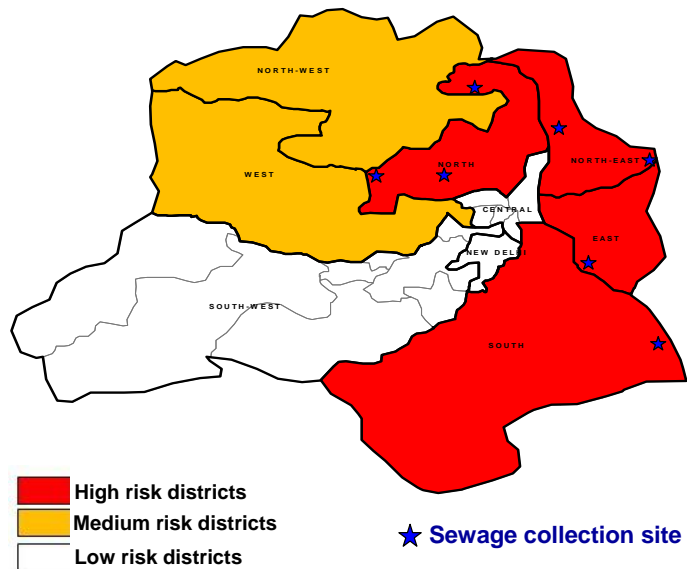 NORTH-WEST
WEST
NORTH
NORTH-EAST
CENTRAL
EAST
NEW DELHI
SOUTH-WEST
SOUTH
High risk districts
Medium risk districts
Low risk districts
Sewage collection site